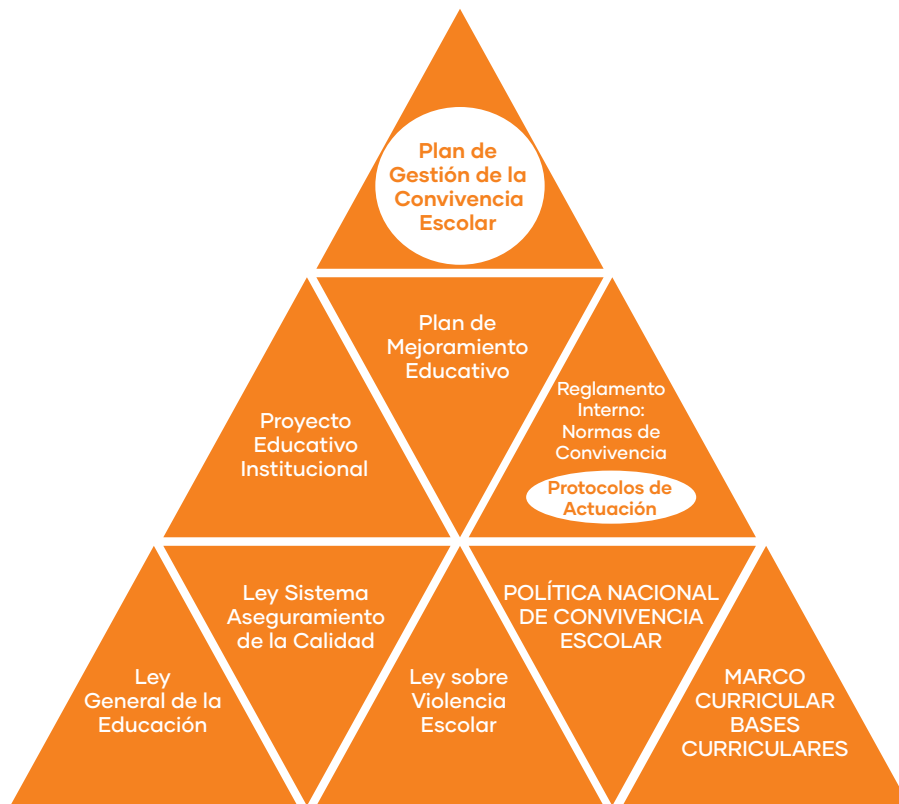 Plan de
Gestión de la
Convivencia
Escolar
Plan de
Mejoramiento
Educativo
Proyecto
Educativo
Institucional
Reglamento
Interno:
Normas de
Convivencia
Protocolos de
Actuación
Ley
General de la
Educación
Ley Sistema
Aseguramiento
de la Calidad
Ley sobre
Violencia
Escolar
POLÍTICA NACIONAL
DE CONVIVENCIA
ESCOLAR
MARCO
CURRICULAR
BASES
CURRICULARES